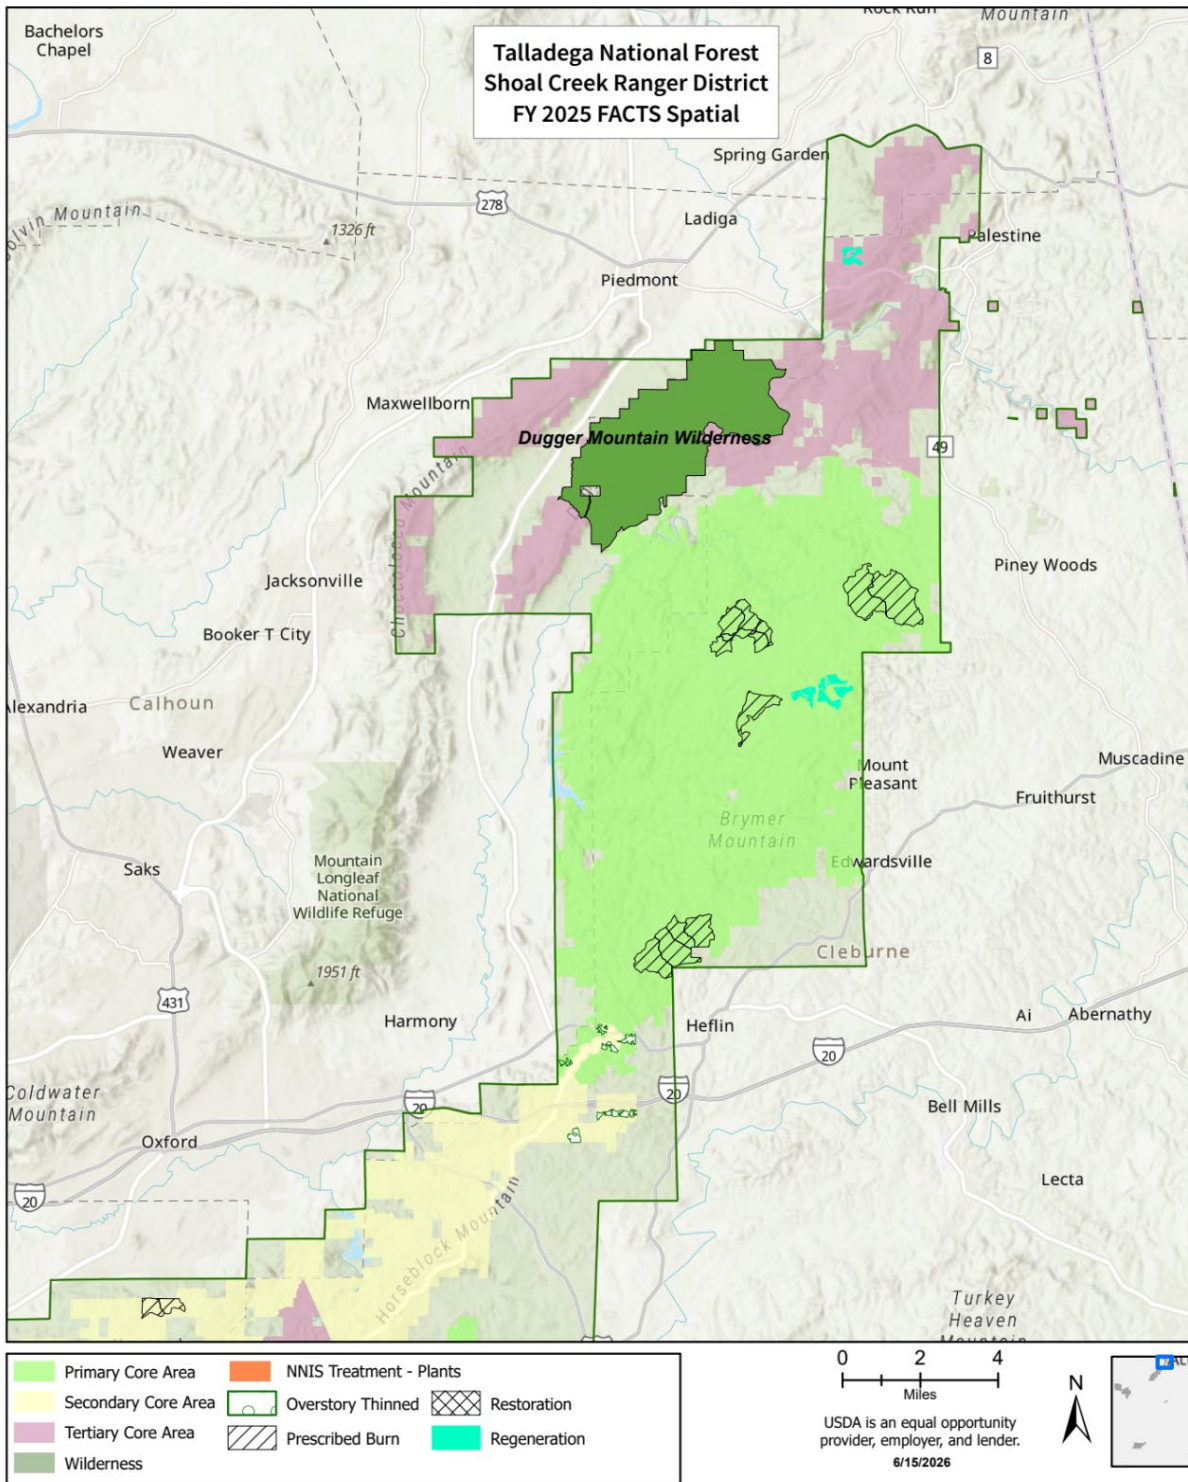 Bachelors
Chapel
Rock Run
Mountain
Talladega National Forest
Shoal Creek Ranger District
FY 2025 FACTS Spatial
8
Spring Garden
278
Ladiga
1326 ft
Palestine
Piedmont
Maxwellborn
Dugger Mountain Wilderness
49
Choccolocco Mountain
Piney Woods
Jacksonville
Booker T City
Alexandria
Calhoun
Weaver
Mount
Pleasant
Muscadine
Fruithurst
Brymer
Mountain
Saks
Mountain
Longleaf
National
Wildlife Refuge
Edwardsville
Cleburne
1951 ft
431
Harmony
Heflin
Ai
Abernathy
20
Coldwater
Mountain
20
20
Bell Mills
Oxford
Lecta
20
Horseblock Mountain
Turkey
Heaven
Mountain
Primary Core Area
Secondary Core Area
Tertiary Core Area
Wilderness
NNIS Treatment - Plants
Overstory Thinned
Prescribed Burn
Restoration
Regeneration
0 2 4
Miles
USDA is an equal opportunity
provider, employer, and lender.
6/15/2026
N